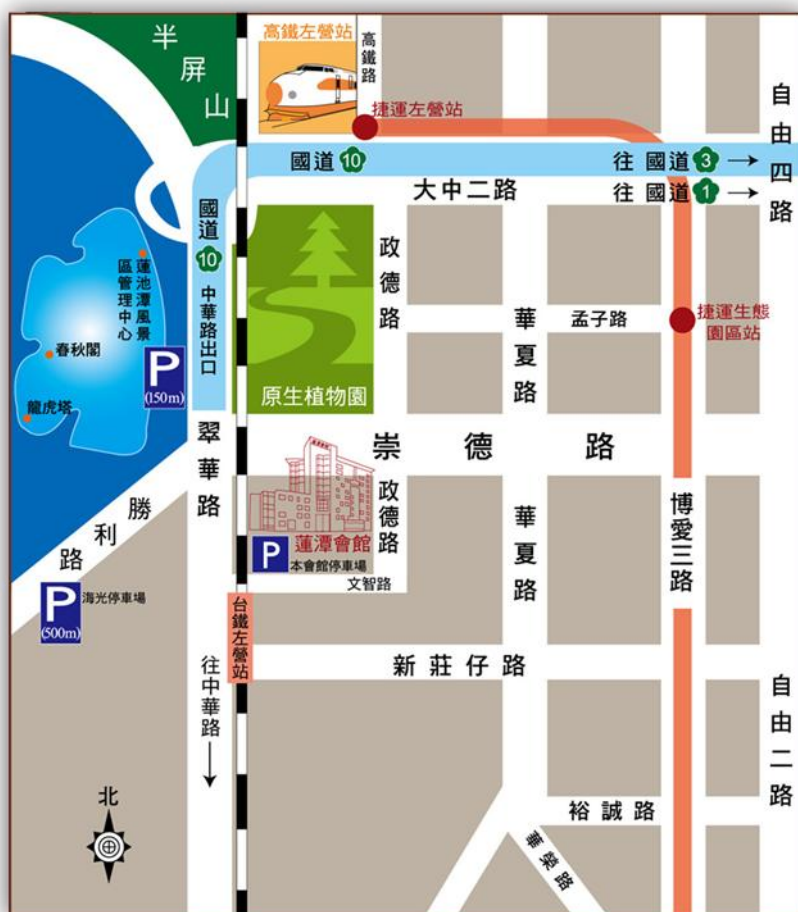 半屏山
高鐵左營站
高鐵路
捷運左營站
自由四路
國道 10
往 國道 3 →
大中二路
往 國道 1 →
國道 10 中華路出口
蓮池潭風景
區管理中心
春秋閣
龍虎塔
P
(150m)
原生植物園
政德路
華夏路
孟子路
捷運生態
園區站
崇德路
翠華路
勝利路
P
(500m)
海光停車場
蓮潭會館
P 本會館停車場
政德路
文智路
華夏路
博愛三路
台鐵左營站
往中華路
新莊仔路
自由二路
裕誠路
華榮路
北